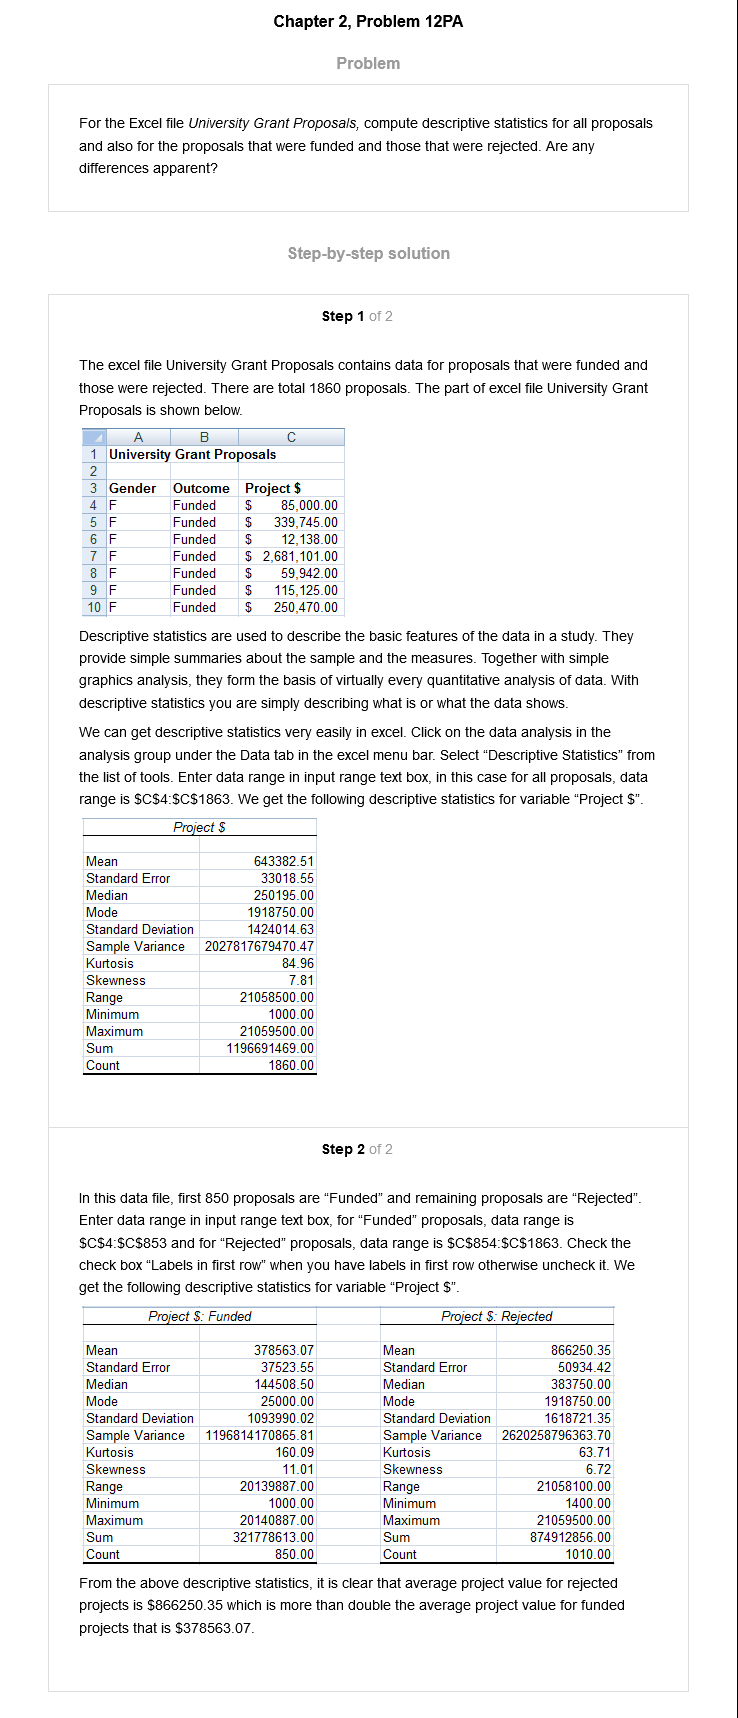 Chapter 2, Problem 12PA
Problem
For the Excel file University Grant Proposals, compute descriptive statistics for all proposals
and also for the proposals that were funded and those that were rejected. Are any
differences apparent?
Step-by-step solution
Step 1 of 2
The excel file University Grant Proposals contains data for proposals that were funded and
those were rejected. There are total 1860 proposals. The part of excel file University Grant
Proposals is shown below.
A B C
1 University Grant Proposals
2
3 Gender Outcome Project $
4 F Funded $ 85,000.00
5 F Funded $ 339,745.00
6 F Funded $ 12,138.00
7 F Funded $ 2,681,101.00
8 F Funded $ 59,942.00
9 F Funded $ 115,125.00
10 F Funded $ 250,470.00
Descriptive statistics are used to describe the basic features of the data in a study. They
provide simple summaries about the sample and the measures. Together with simple
graphics analysis, they form the basis of virtually every quantitative analysis of data. With
descriptive statistics you are simply describing what is or what the data shows.
We can get descriptive statistics very easily in excel. Click on the data analysis in the
analysis group under the Data tab in the excel menu bar. Select “Descriptive Statistics” from
the list of tools. Enter data range in input range text box, in this case for all proposals, data
range is $C$4:$C$1863. We get the following descriptive statistics for variable “Project $”.
Project $
Mean 643382.51
Standard Error 33018.55
Median 250195.00
Mode 1918750.00
Standard Deviation 1424014.63
Sample Variance 2027817679470.47
Kurtosis 84.96
Skewness 7.81
Range 21058500.00
Minimum 1000.00
Maximum 21059500.00
Sum 1196691469.00
Count 1860.00
Step 2 of 2
In this data file, first 850 proposals are “Funded” and remaining proposals are “Rejected”.
Enter data range in input range text box, for “Funded” proposals, data range is
$C$4:$C$853 and for “Rejected” proposals, data range is $C$854:$C$1863. Check the
check box “Labels in first row” when you have labels in first row otherwise uncheck it. We
get the following descriptive statistics for variable “Project $”.
Project $: Funded Project $: Rejected
Mean 378563.07 Mean 866250.35
Standard Error 37523.55 Standard Error 50934.42
Median 144508.50 Median 383750.00
Mode 25000.00 Mode 1918750.00
Standard Deviation 1093990.02 Standard Deviation 1618721.35
Sample Variance 1196814170865.81 Sample Variance 2620258796363.70
Kurtosis 160.09 Kurtosis 63.71
Skewness 11.01 Skewness 6.72
Range 20139887.00 Range 21058100.00
Minimum 1000.00 Minimum 1400.00
Maximum 20140887.00 Maximum 21059500.00
Sum 321778613.00 Sum 874912856.00
Count 850.00 Count 1010.00
From the above descriptive statistics, it is clear that average project value for rejected
projects is $866250.35 which is more than double the average project value for funded
projects that is $378563.07.